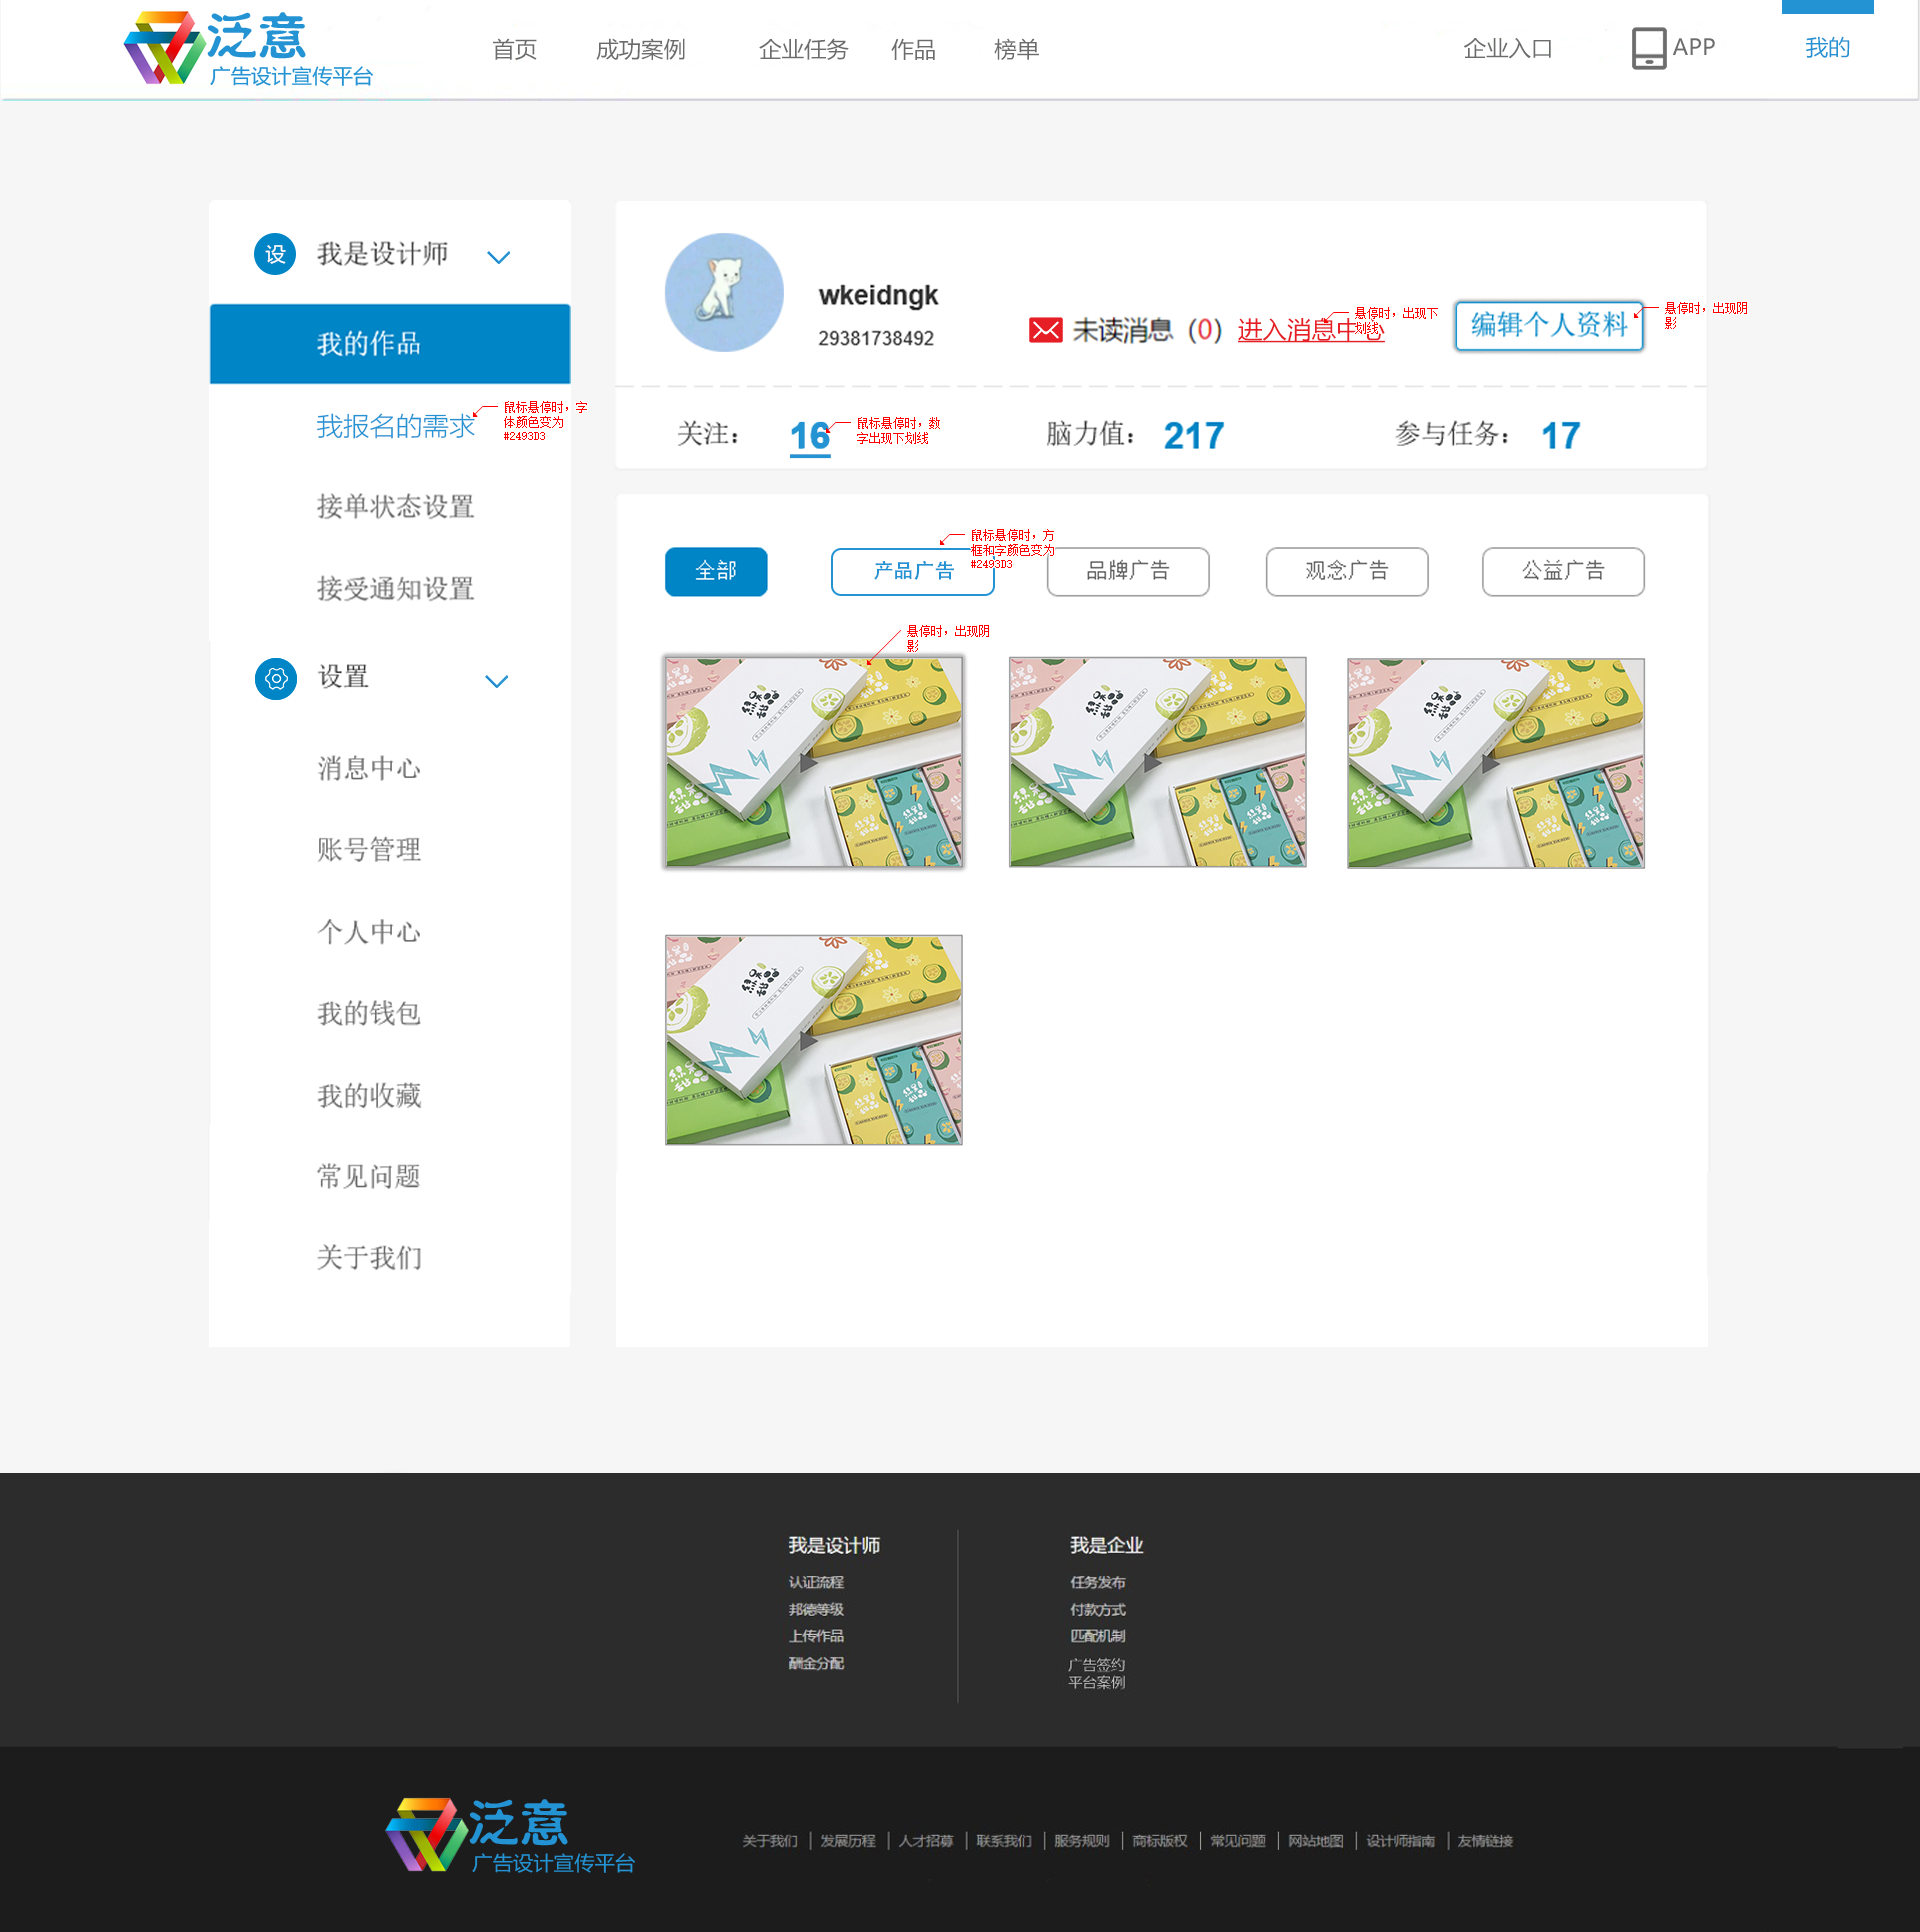 泛意
广告设计宣传平台
首页
成功案例
企业任务
作品
榜单
企业入口
APP
我的
设
我是设计师
我的作品
我报名的需求
鼠标悬停时，字
体颜色变为
#2493D3
接单状态设置
接受通知设置
设置
消息中心
账号管理
个人中心
我的钱包
我的收藏
常见问题
关于我们
wkeidngk
29381738492
未读消息（0）
进入消息中心
悬停时，出现下
划线
编辑个人资料
悬停时，出现阴
影
关注：
16
鼠标悬停时，数
字出现下划线
脑力值：
217
参与任务：
17
全部
产品广告
鼠标悬停时，方
框和字颜色变为
#2493D3
品牌广告
观念广告
公益广告
悬停时，出现阴
影
我是设计师
认证流程
邦德等级
上传作品
酬金分配
我是企业
任务发布
付款方式
匹配机制
广告签约
平台案例
泛意
广告设计宣传平台
关于我们
发展历程
人才招募
联系我们
服务规则
商标版权
常见问题
网站地图
设计师指南
友情链接